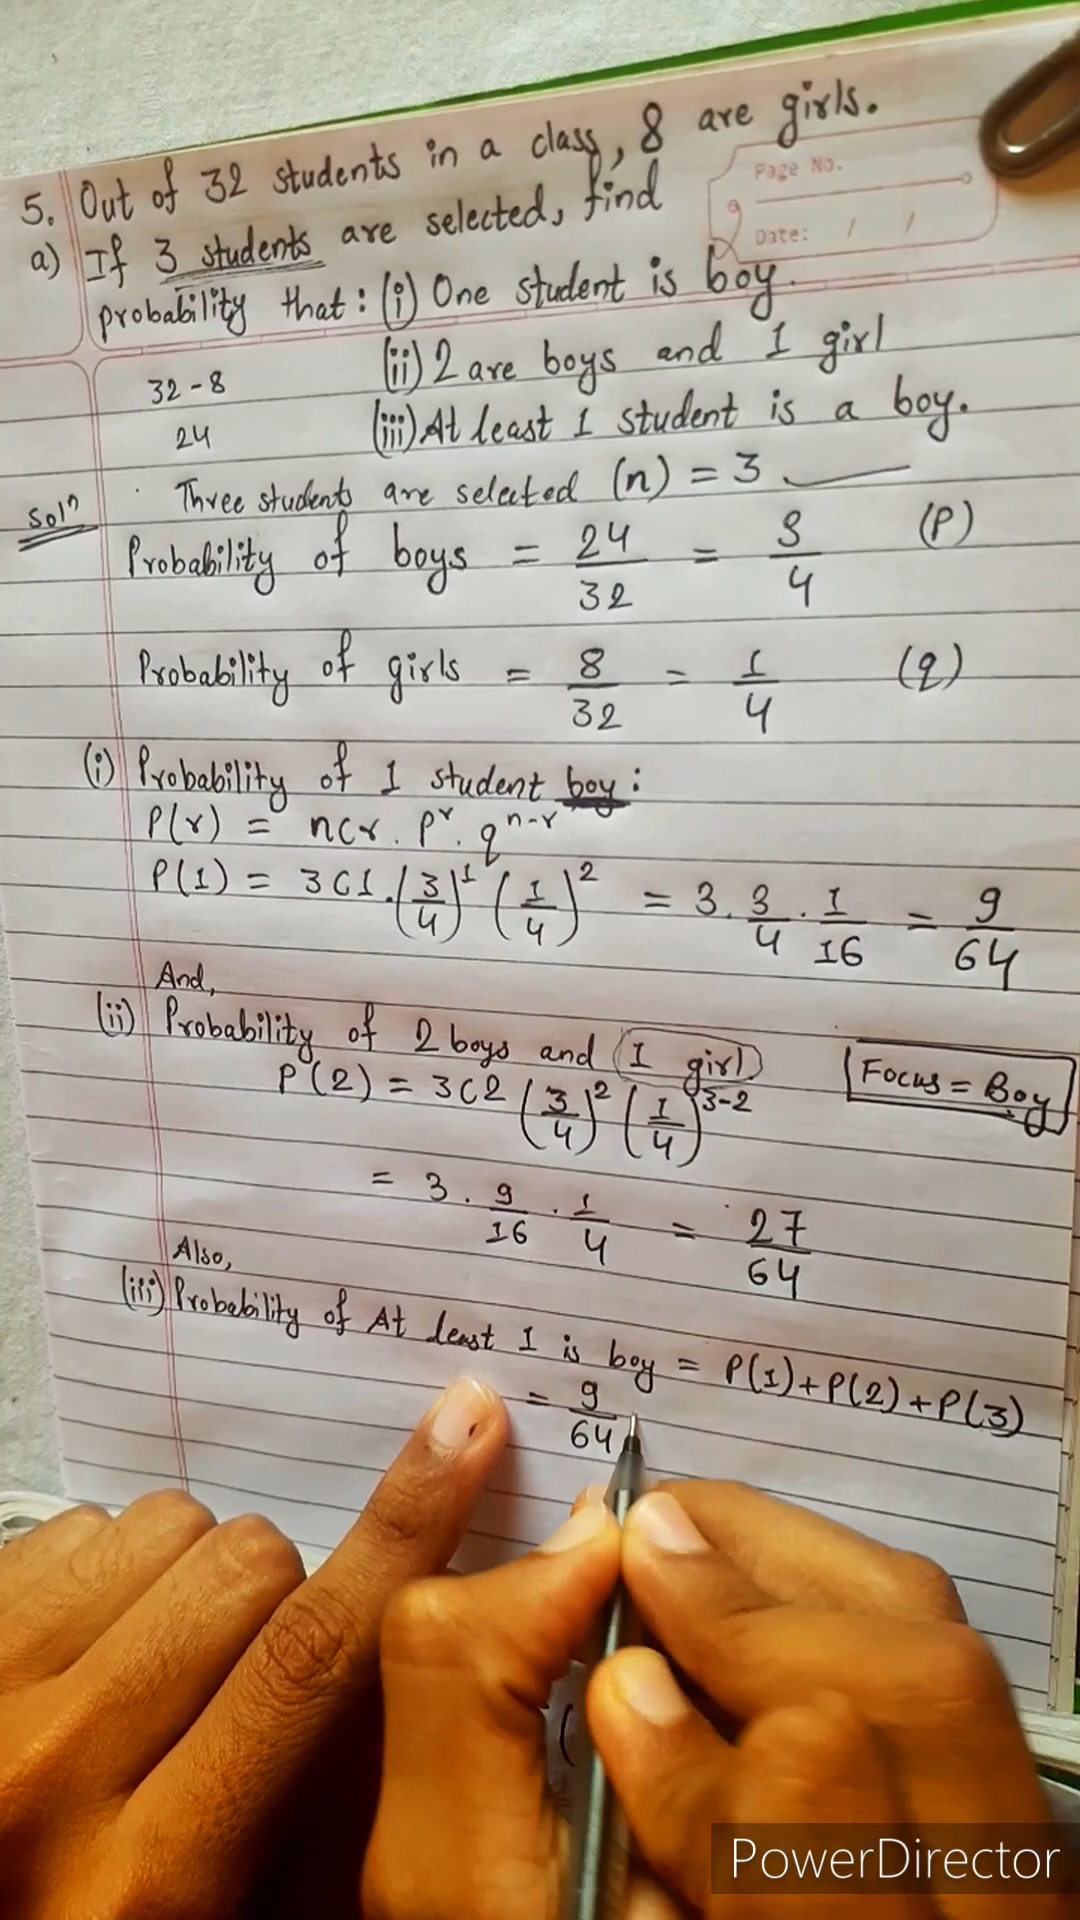 5. Out of 32 students in a class, 8 are girls.
Page No.
Date: / /
a) If 3 students are selected, find
probability that : (i) One student is boy.
32 - 8
(ii) 2 are boys and 1 girl
24
(iii) At least 1 student is a boy.
Solⁿ
Three students are selected (n) = 3
Probability of boys = 24/32 = 3/4 (P)
Probability of girls = 8/32 = 1/4 (q)
(i) Probability of 1 student boy :
P(r) = nCr . p^r . q^n-r
P(1) = 3C1 . (3/4)^1 (1/4)^2 = 3 . 3/4 . 1/16 = 9/64
And,
(ii) Probability of 2 boys and 1 girl
Focus = Boy
P(2) = 3C2 (3/4)^2 (1/4)^3-2
= 3 . 9/16 . 1/4 = 27/64
Also,
(iii) Probability of At least 1 is boy = P(1) + P(2) + P(3)
= 9/64
PowerDirector